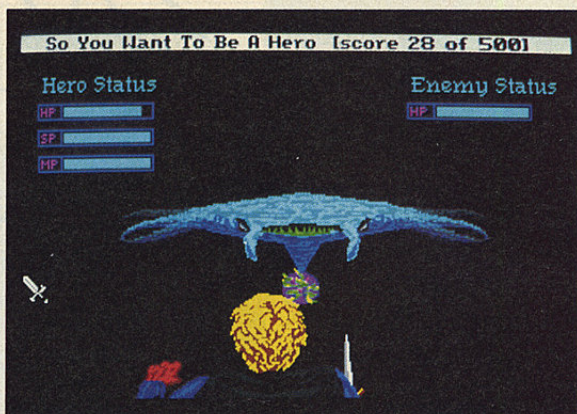 So You Want To Be A Hero [score 28 of 500]
Hero Status
Enemy Status
HP
HP
SP
MP